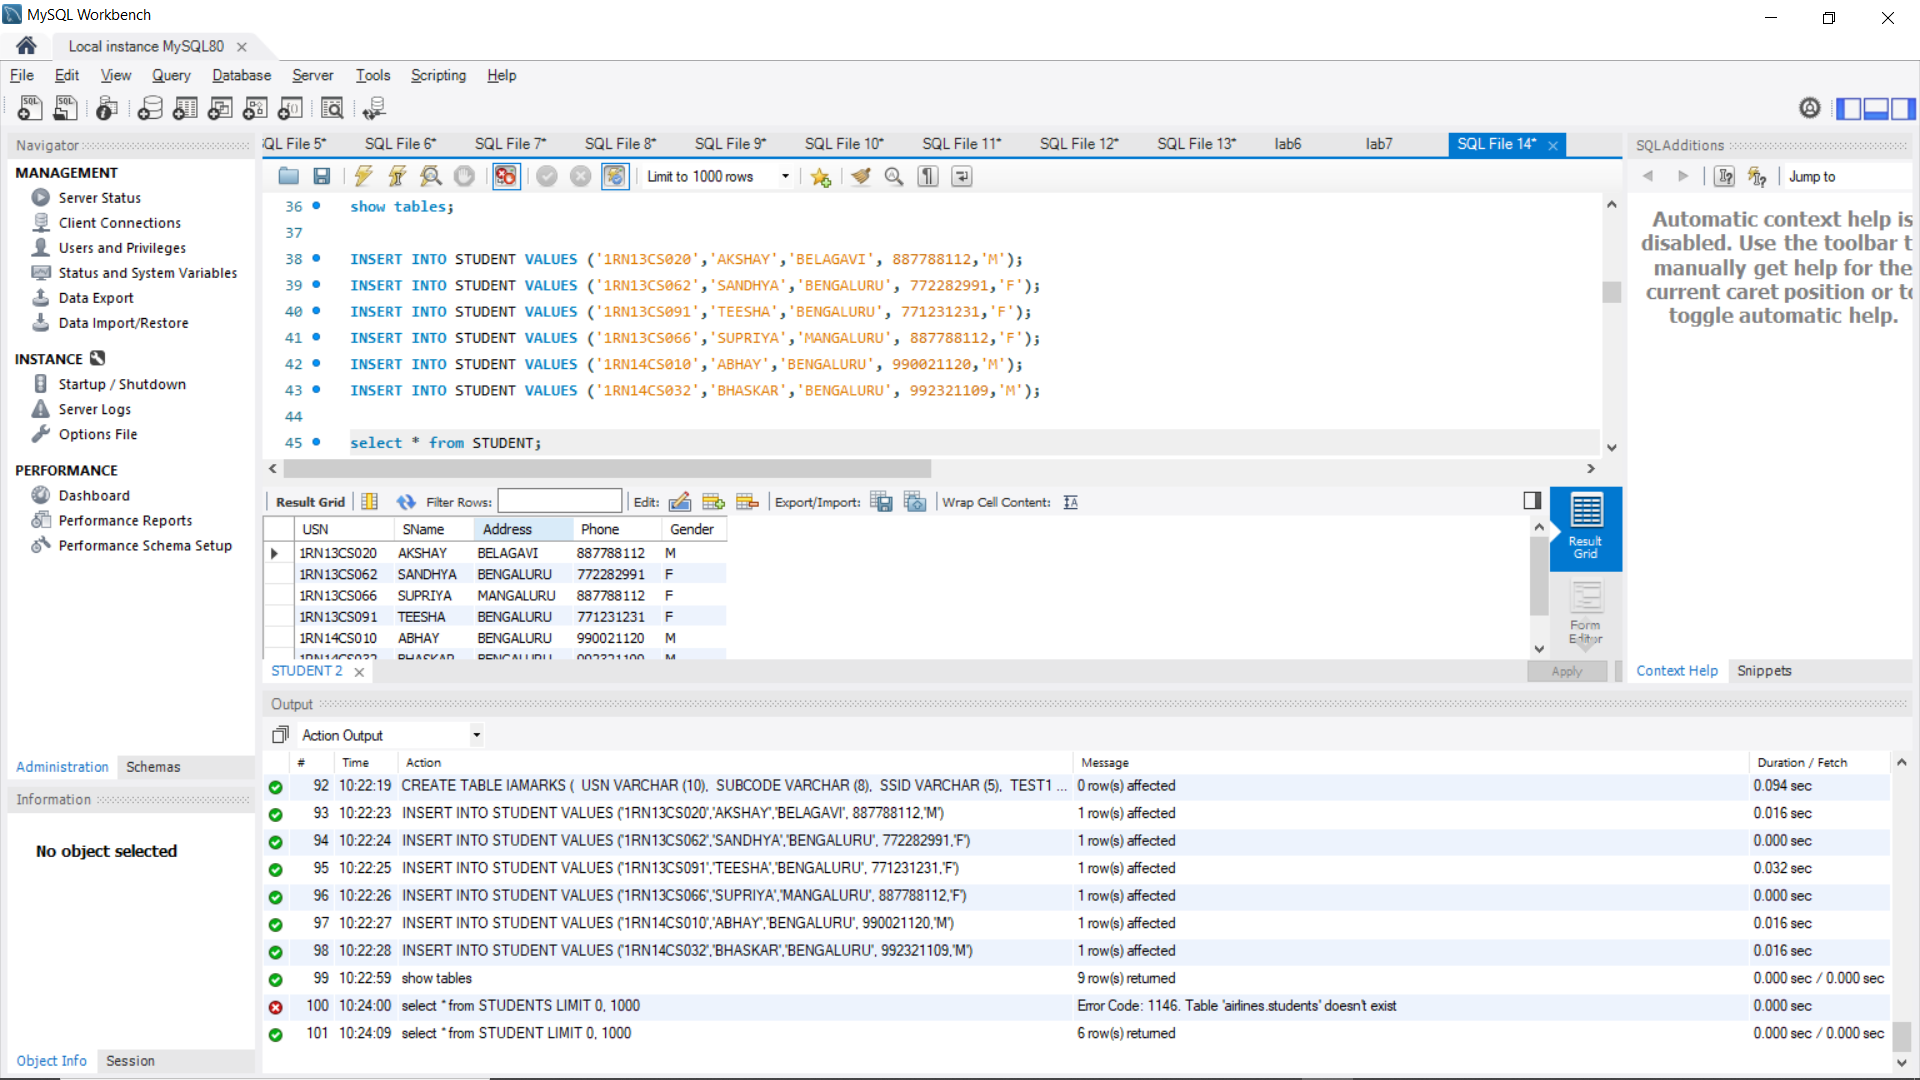 MySQL Workbench
Local instance MySQL80
File Edit View Query Database Server Tools Scripting Help
Navigator
MANAGEMENT
Server Status
Client Connections
Users and Privileges
Status and System Variables
Data Export
Data Import/Restore
INSTANCE
Startup / Shutdown
Server Logs
Options File
PERFORMANCE
Dashboard
Performance Reports
Performance Schema Setup
Administration Schemas
Information
No object selected
Object Info Session
SQL File 5* SQL File 6* SQL File 7* SQL File 8* SQL File 9* SQL File 10* SQL File 11* SQL File 12* SQL File 13* lab6 lab7 SQL File 14*
Limit to 1000 rows
36 show tables;
37
38 INSERT INTO STUDENT VALUES ('1RN13CS020','AKSHAY','BELAGAVI', 887788112,'M');
39 INSERT INTO STUDENT VALUES ('1RN13CS062','SANDHYA','BENGALURU', 772282991,'F');
40 INSERT INTO STUDENT VALUES ('1RN13CS091','TEESHA','BENGALURU', 771231231,'F');
41 INSERT INTO STUDENT VALUES ('1RN13CS066','SUPRIYA','MANGALURU', 887788112,'F');
42 INSERT INTO STUDENT VALUES ('1RN14CS010','ABHAY','BENGALURU', 990021120,'M');
43 INSERT INTO STUDENT VALUES ('1RN14CS032','BHASKAR','BENGALURU', 992321109,'M');
44
45 select * from STUDENT;
Result Grid Filter Rows: Edit: Export/Import: Wrap Cell Content:
USN SName Address Phone Gender
1RN13CS020 AKSHAY BELAGAVI 887788112 M
1RN13CS062 SANDHYA BENGALURU 772282991 F
1RN13CS066 SUPRIYA MANGALURU 887788112 F
1RN13CS091 TEESHA BENGALURU 771231231 F
1RN14CS010 ABHAY BENGALURU 990021120 M
1RN14CS032 BHASKAR BENGALURU 992321109 M
Result Grid
Form Editor
STUDENT 2
Apply
SQLAdditions
Jump to
Automatic context help is
disabled. Use the toolbar t
manually get help for the
current caret position or to
toggle automatic help.
Context Help Snippets
Output
Action Output
# Time Action Message Duration / Fetch
92 10:22:19 CREATE TABLE IAMARKS ( USN VARCHAR (10), SUBCODE VARCHAR (8), SSID VARCHAR (5), TEST1 ... 0 row(s) affected 0.094 sec
93 10:22:23 INSERT INTO STUDENT VALUES ('1RN13CS020','AKSHAY','BELAGAVI', 887788112,'M') 1 row(s) affected 0.016 sec
94 10:22:24 INSERT INTO STUDENT VALUES ('1RN13CS062','SANDHYA','BENGALURU', 772282991,'F') 1 row(s) affected 0.000 sec
95 10:22:25 INSERT INTO STUDENT VALUES ('1RN13CS091','TEESHA','BENGALURU', 771231231,'F') 1 row(s) affected 0.032 sec
96 10:22:26 INSERT INTO STUDENT VALUES ('1RN13CS066','SUPRIYA','MANGALURU', 887788112,'F') 1 row(s) affected 0.000 sec
97 10:22:27 INSERT INTO STUDENT VALUES ('1RN14CS010','ABHAY','BENGALURU', 990021120,'M') 1 row(s) affected 0.016 sec
98 10:22:28 INSERT INTO STUDENT VALUES ('1RN14CS032','BHASKAR','BENGALURU', 992321109,'M') 1 row(s) affected 0.016 sec
99 10:22:59 show tables 9 row(s) returned 0.000 sec / 0.000 sec
100 10:24:00 select * from STUDENTS LIMIT 0, 1000 Error Code: 1146. Table 'airlines.students' doesn't exist 0.000 sec
101 10:24:09 select * from STUDENT LIMIT 0, 1000 6 row(s) returned 0.000 sec / 0.000 sec